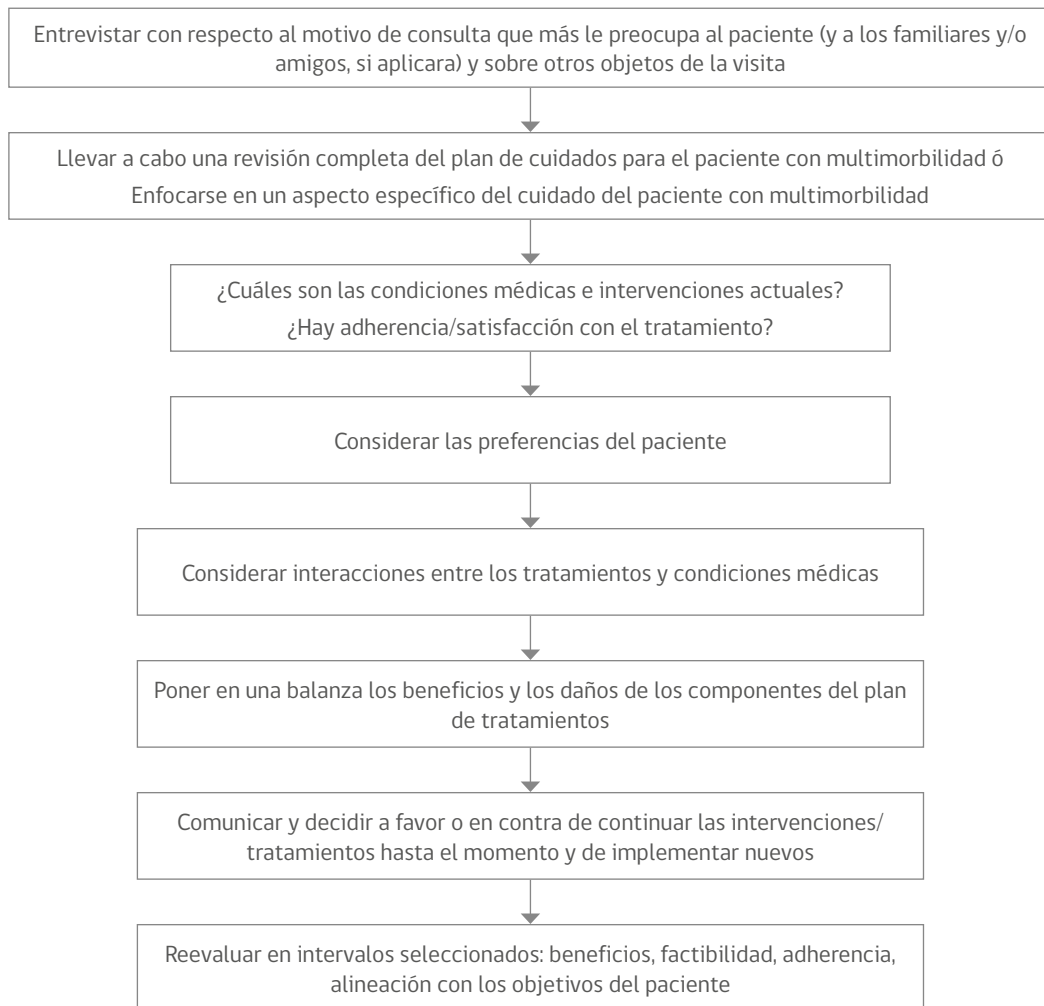 Entrevistar con respecto al motivo de consulta que más le preocupa al paciente (y a los familiares y/o
amigos, si aplicara) y sobre otros objetos de la visita
Llevar a cabo una revisión completa del plan de cuidados para el paciente con multimorbilidad ó
Enfocarse en un aspecto específico del cuidado del paciente con multimorbilidad
¿Cuáles son las condiciones médicas e intervenciones actuales?
¿Hay adherencia/satisfacción con el tratamiento?
Considerar las preferencias del paciente
Considerar interacciones entre los tratamientos y condiciones médicas
Poner en una balanza los beneficios y los daños de los componentes del plan
de tratamientos
Comunicar y decidir a favor o en contra de continuar las intervenciones/
tratamientos hasta el momento y de implementar nuevos
Reevaluar en intervalos seleccionados: beneficios, factibilidad, adherencia,
alineación con los objetivos del paciente